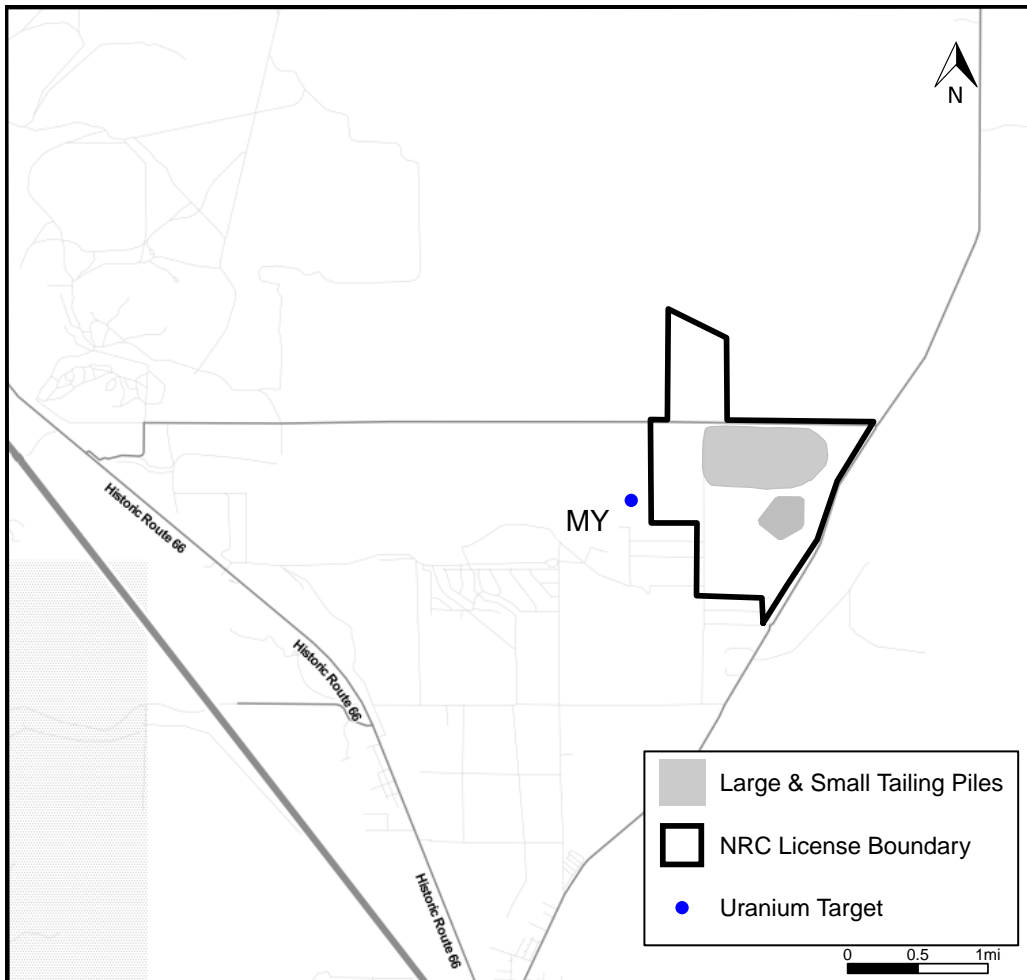 N
Historic Route 66
MY
Historic Route 66
Large & Small Tailing Piles
NRC License Boundary
Historic Route 66
Uranium Target
0 0.5 1mi